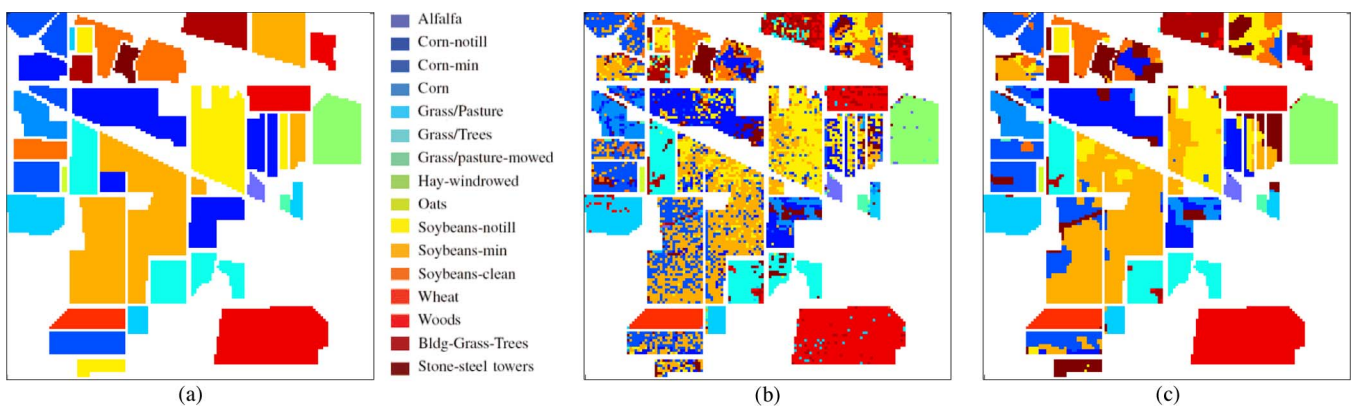 Alfalfa
Corn-notill
Corn-min
Corn
Grass/Pasture
Grass/Trees
Grass/pasture-mowed
Hay-windrowed
Oats
Soybeans-notill
Soybeans-min
Soybeans-clean
Wheat
Woods
Bldg-Grass-Trees
Stone-steel towers
(a)
(b)
(c)